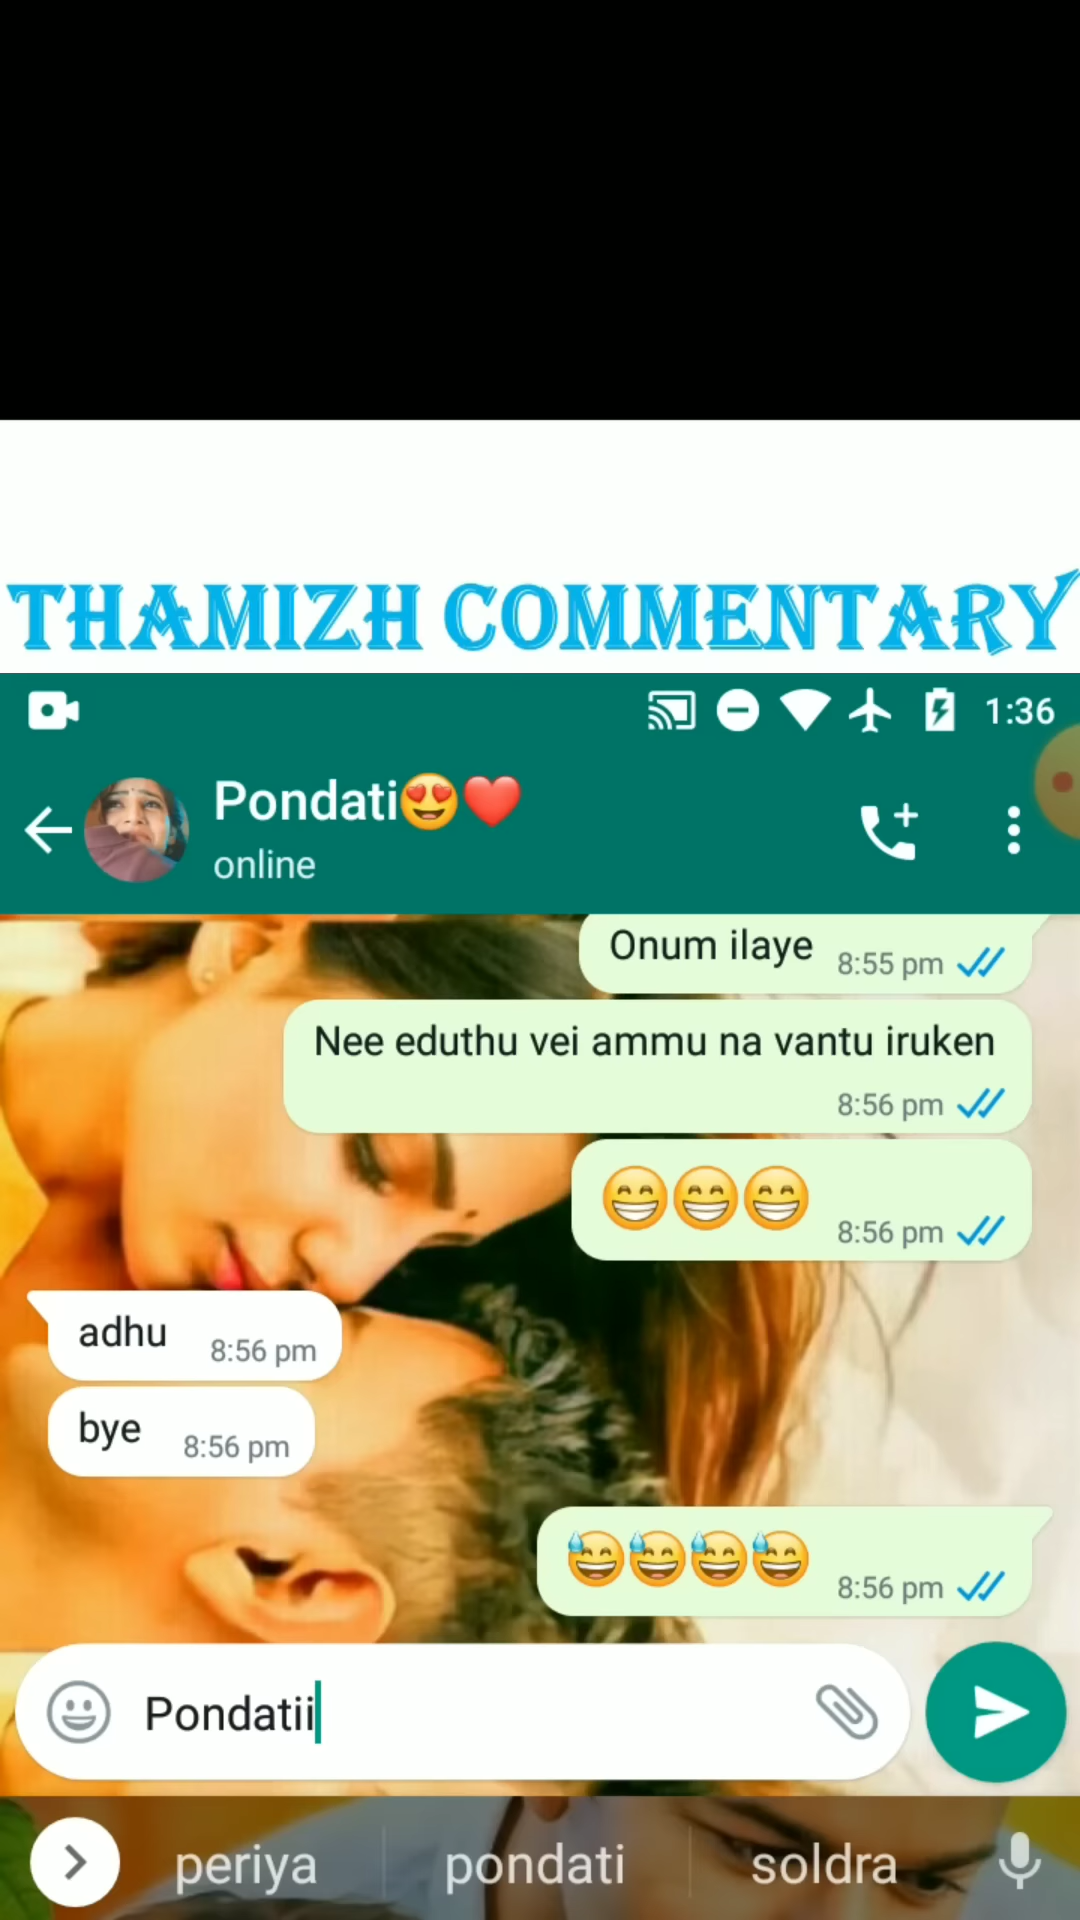 THAMIZH COMMENTARY
1:36
Pondati😍❤️
online
Onum ilaye 8:55 pm
Nee eduthu vei ammu na vantu iruken
8:56 pm
😁😁😁 8:56 pm
adhu 8:56 pm
bye 8:56 pm
😅😅😅😅 8:56 pm
Pondatii
periya pondati soldra